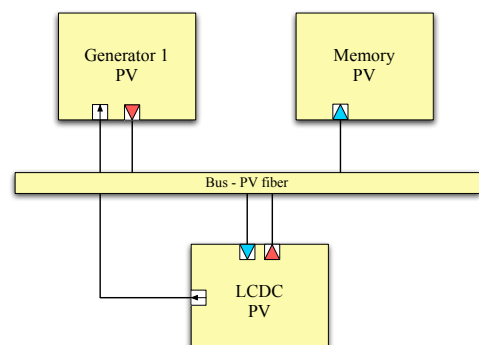 Generator 1
PV
Memory
PV
Bus - PV fiber
LCDC
PV